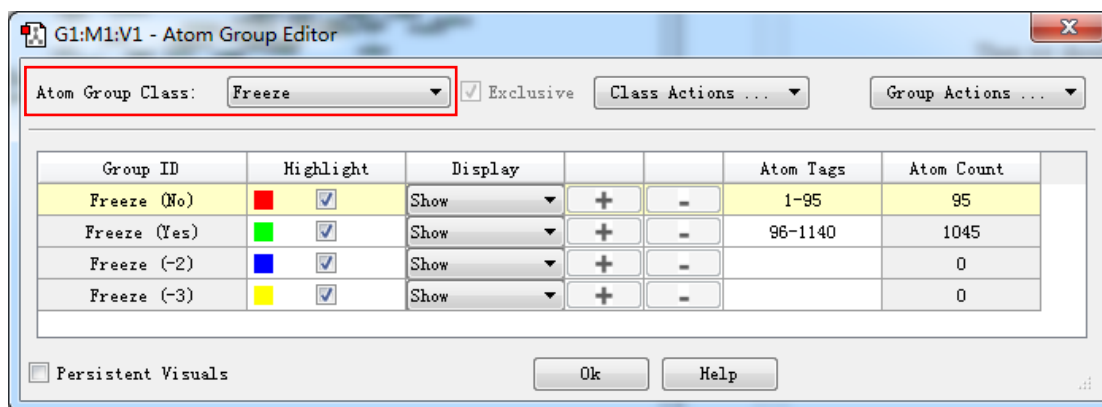 G1:M1:V1 - Atom Group Editor
Atom Group Class: Freeze Exclusive Class Actions ... Group Actions ...
Group ID Highlight Display Atom Tags Atom Count
Freeze (No) Show + - 1-95 95
Freeze (Yes) Show + - 96-1140 1045
Freeze (-2) Show + - 0
Freeze (-3) Show + - 0
Persistent Visuals Ok Help